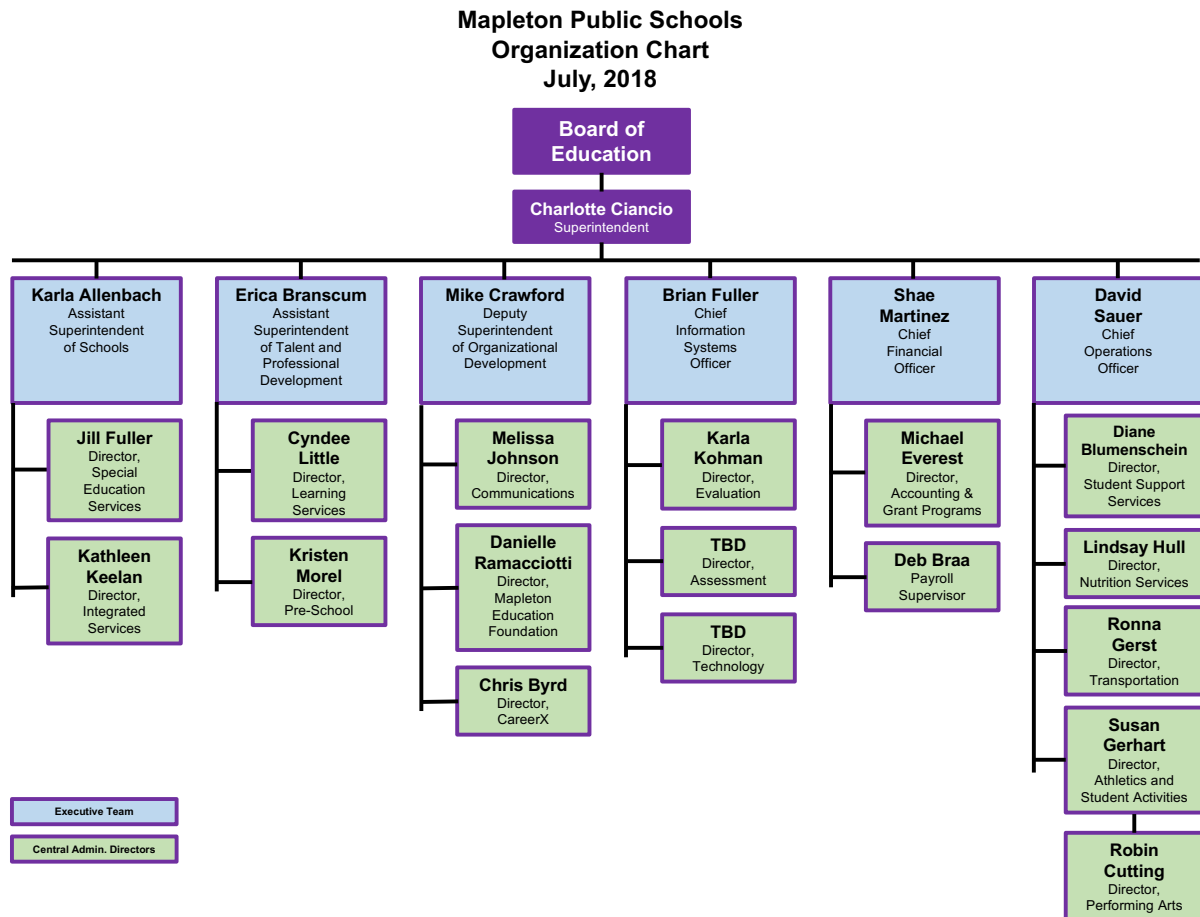 Mapleton Public Schools
Organization Chart
July, 2018
Board of
Education
Charlotte Ciancio
Superintendent
Karla Allenbach
Assistant
Superintendent
of Schools
Jill Fuller
Director,
Special
Education
Services
Kathleen
Keelan
Director,
Integrated
Services
Erica Branscum
Assistant
Superintendent
of Talent and
Professional
Development
Cyndee
Little
Director,
Learning
Services
Kristen
Morel
Director,
Pre-School
Mike Crawford
Deputy
Superintendent
of Organizational
Development
Melissa
Johnson
Director,
Communications
Danielle
Ramacciotti
Director,
Mapleton
Education
Foundation
Chris Byrd
Director,
CareerX
Brian Fuller
Chief
Information
Systems
Officer
Karla
Kohman
Director,
Evaluation
TBD
Director,
Assessment
TBD
Director,
Technology
Shae
Martinez
Chief
Financial
Officer
Michael
Everest
Director,
Accounting &
Grant Programs
Deb Braa
Payroll
Supervisor
David
Sauer
Chief
Operations
Officer
Diane
Blumenschein
Director,
Student Support
Services
Lindsay Hull
Director,
Nutrition Services
Ronna
Gerst
Director,
Transportation
Susan
Gerhart
Director,
Athletics and
Student Activities
Robin
Cutting
Director,
Performing Arts
Executive Team
Central Admin. Directors